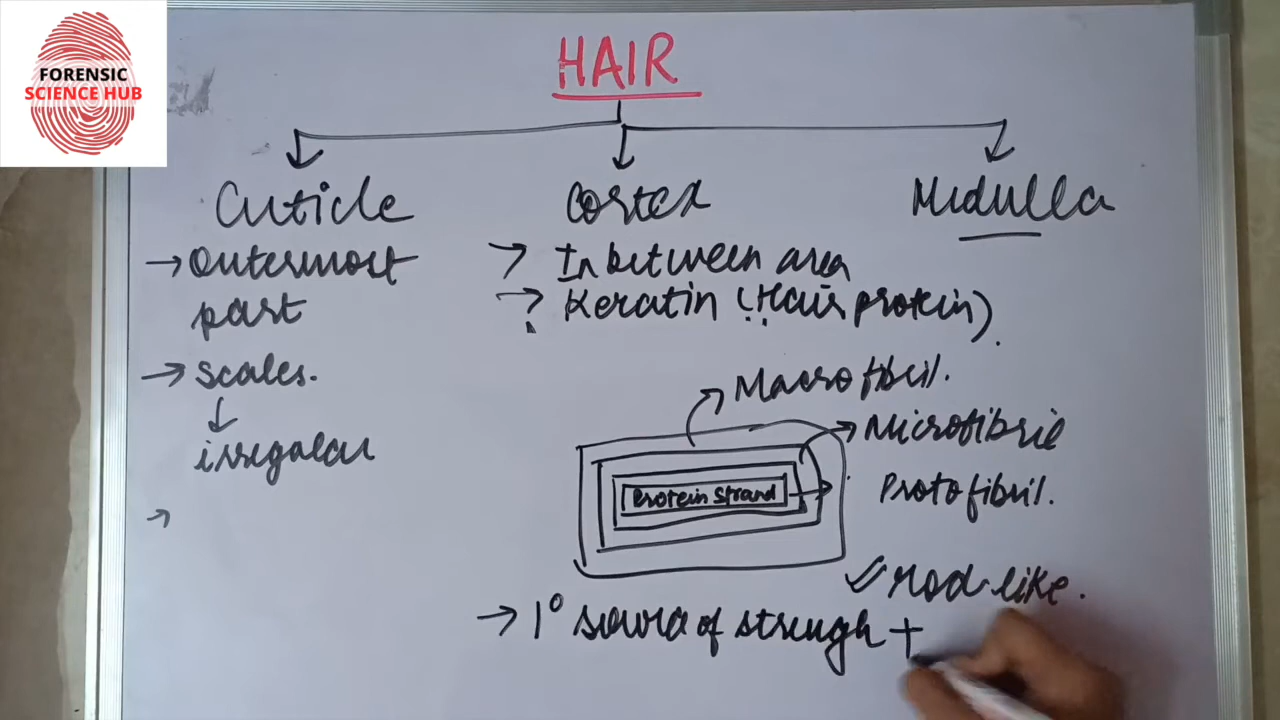 FORENSIC
SCIENCE HUB
HAIR
Cuticle
→ Outermost
part
→ Scales.
↓
irregular
→
Cortex
→ In between area
→ Keratin (Hair protein).
Macrofibril.
Microfibril
Protofibril.
Protein Strand
✓ Rod-like.
→ 1° source of strength +
Medulla